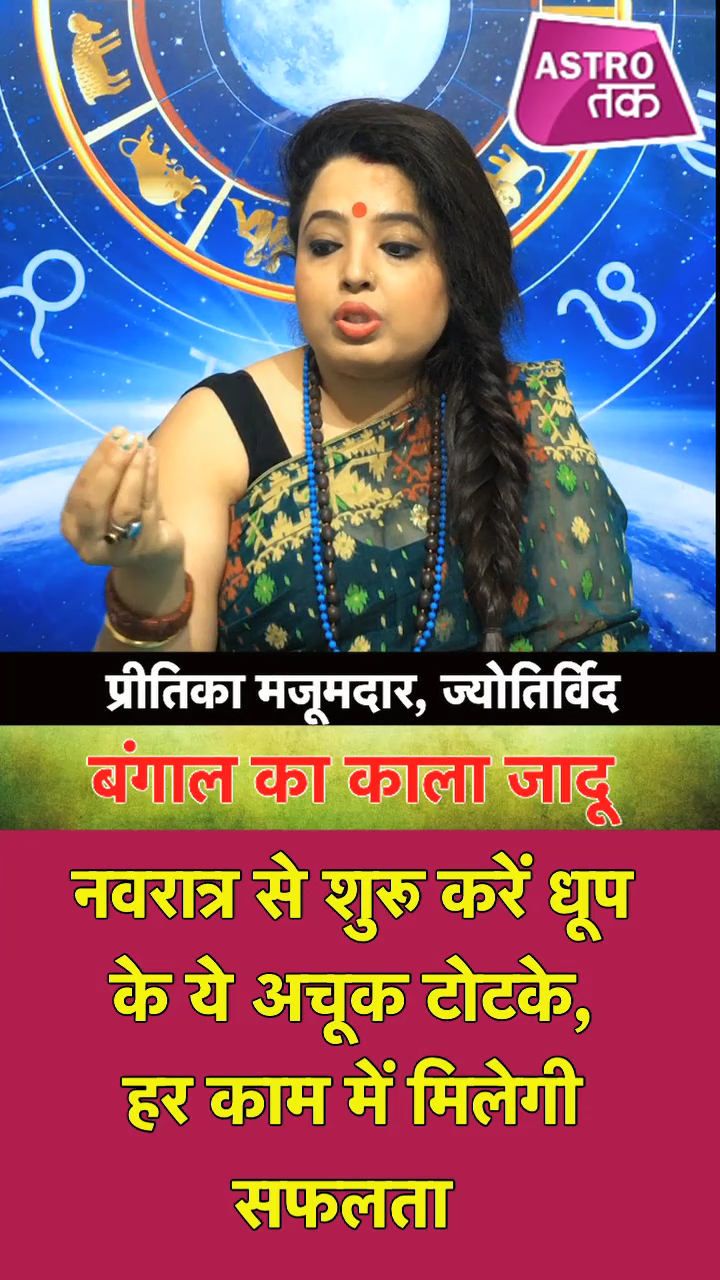 ASTRO
तक
प्रीतिका मजूमदार, ज्योतिर्विद
बंगाल का काला जादू
नवरात्र से शुरू करें धूप
के ये अचूक टोटके,
हर काम में मिलेगी
सफलता